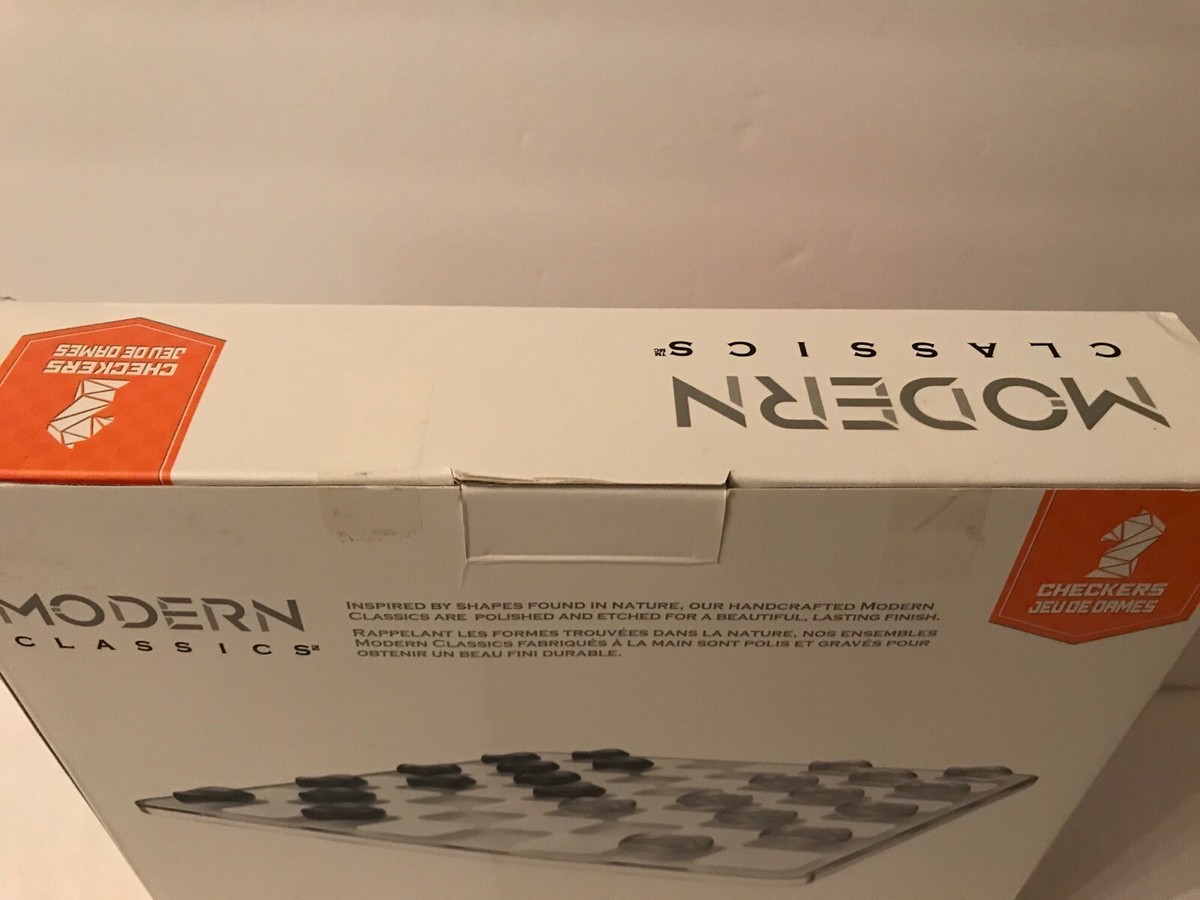 MODERN
CLASSICS™ MC
CHECKERS
JEU DE DAMES
MODERN
CLASSICS
INSPIRED BY SHAPES FOUND IN NATURE, OUR HANDCRAFTED MODERN
CLASSICS ARE POLISHED AND ETCHED FOR A BEAUTIFUL, LASTING FINISH.
RAPPELANT LES FORMES TROUVÉES DANS LA NATURE, NOS ENSEMBLES
MODERN CLASSICS FABRIQUÉS À LA MAIN SONT POLIS ET GRAVÉS POUR
OBTENIR UN BEAU FINI DURABLE.
CHECKERS
JEU DE DAMES